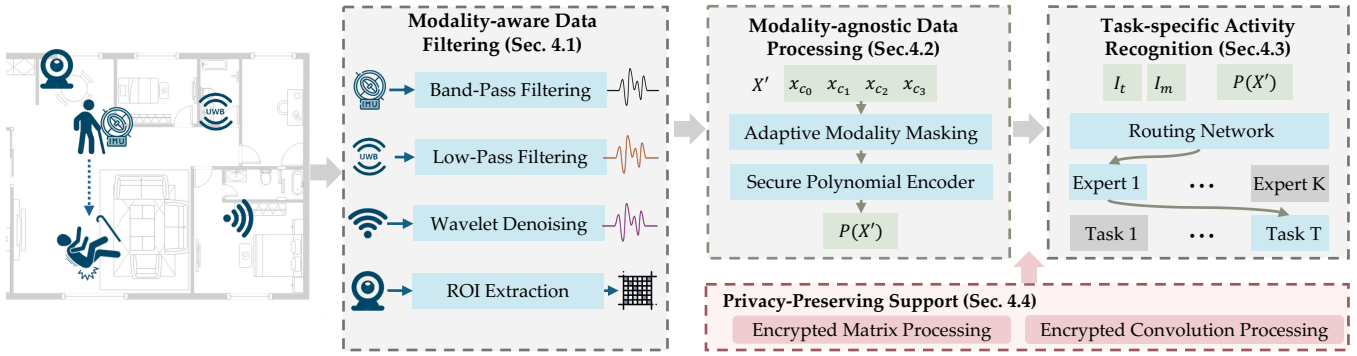 IMU
UWB
Modality-aware Data
Filtering (Sec. 4.1)
IMU
Band-Pass Filtering
UWB
Low-Pass Filtering
Wavelet Denoising
ROI Extraction
Modality-agnostic Data
Processing (Sec.4.2)
X' x_{c_0} x_{c_1} x_{c_2} x_{c_3}
Adaptive Modality Masking
Secure Polynomial Encoder
P(X')
Task-specific Activity
Recognition (Sec.4.3)
I_t I_m P(X')
Routing Network
Expert 1 ... Expert K
Task 1 ... Task T
Privacy-Preserving Support (Sec. 4.4)
Encrypted Matrix Processing Encrypted Convolution Processing